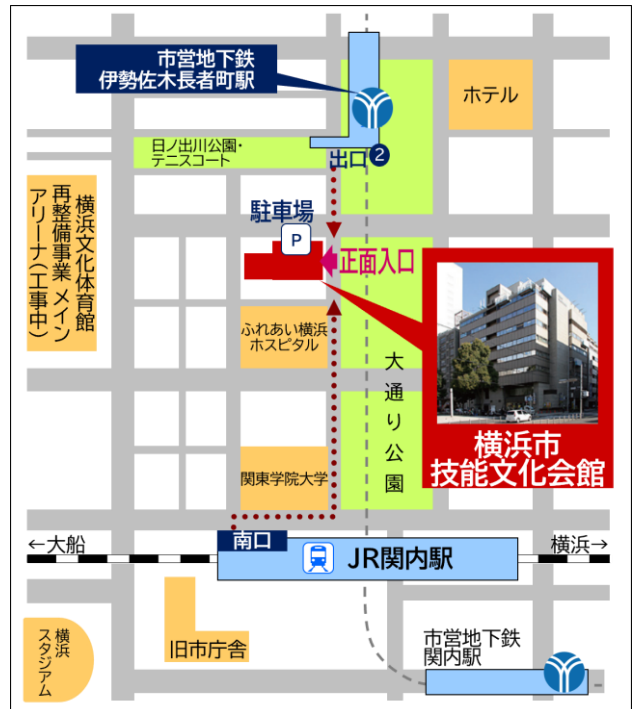 市営地下鉄
伊勢佐木長者町駅
ホテル
日ノ出川公園・
テニスコート
出口2
横浜文化体育館
再整備事業 メイン
アリーナ(工事中)
駐車場
P
正面入口
ふれあい横浜
ホスピタル
大通り公園
横浜市
技能文化会館
関東学院大学
←大船
南口
JR関内駅
横浜→
旧市庁舎
横浜
スタジアム
市営地下鉄
関内駅